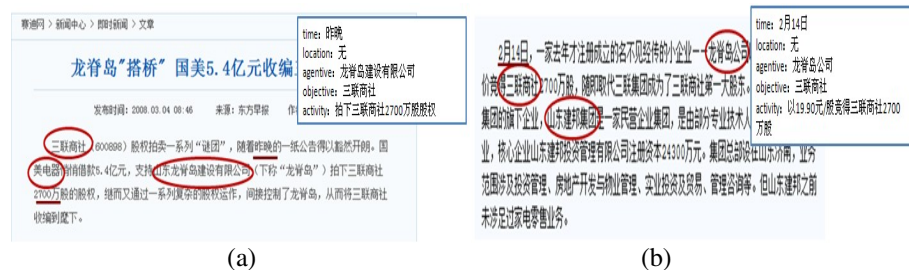 赛迪网 > 新闻中心 > 即时新闻 > 文章
龙脊岛"搭桥" 国美5.4亿元收编
发布时间：2008.03.04 08:46 来源：东方早报
三联商社（600898）股权拍卖一系列“谜团”，随着昨晚的一纸公告得以豁然开朗。国
美电器悄悄借款5.4亿元，支持山东龙脊岛建设有限公司（下称“龙脊岛”）拍下三联商社
2700万股的股权，继而又通过一系列复杂的股权运作，间接控制了龙脊岛，从而将三联商社
收编到麾下。
time: 昨晚
location: 无
agentive: 龙脊岛建设有限公司
objective: 三联商社
activity: 拍下三联商社2700万股股权
(a)
2月14日，一家去年才注册成立的名不见经传的小企业－－龙脊岛公司
价竞得三联商社2700万股，随即取代三联集团成为了三联商社第一大股东。
集团的旗下企业，山东建邦集团是一家民营企业集团，是由部分专业技术人
业，核心企业山东建邦投资管理有限公司注册资本24300万元。集团总部设在山东济南，业务
范围涉及投资管理、房地产开发与物业管理、实业投资及贸易、管理咨询等。但山东建邦之前
未涉足过家电零售业务。
time: 2月14日
location: 无
agentive: 龙脊岛公司
objective: 三联商社
activity: 以19.90元/股竞得三联商社2700
万股
(b)